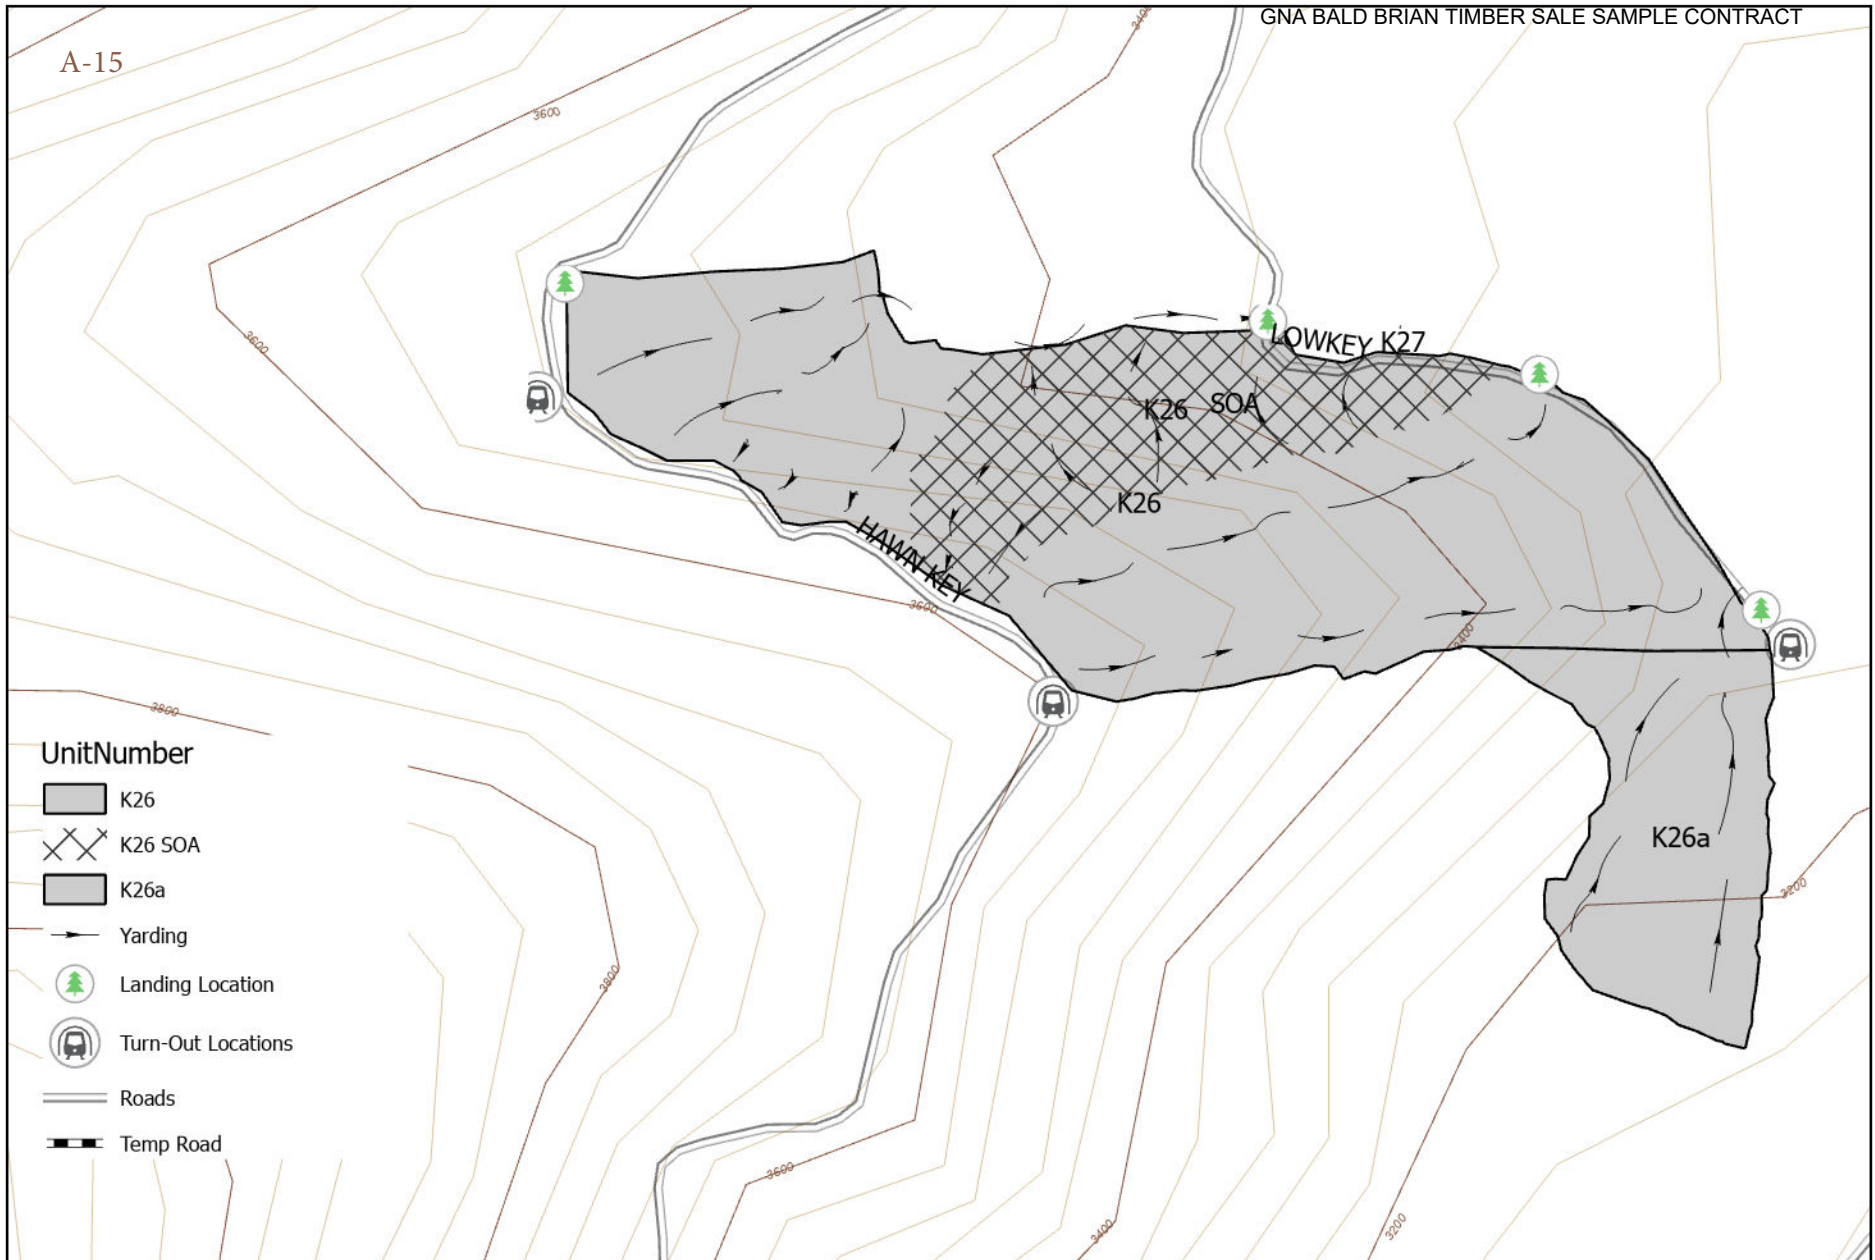 GNA BALD BRIAN TIMBER SALE SAMPLE CONTRACT
A-15
3400
3600
3600
LOWKEY K27
K26 SOA
K26
HAWN KEY
3600
3400
3800
UnitNumber
K26
K26 SOA
K26a
Yarding
Landing Location
Turn-Out Locations
Roads
Temp Road
K26a
3200
3800
3600
3400
3200